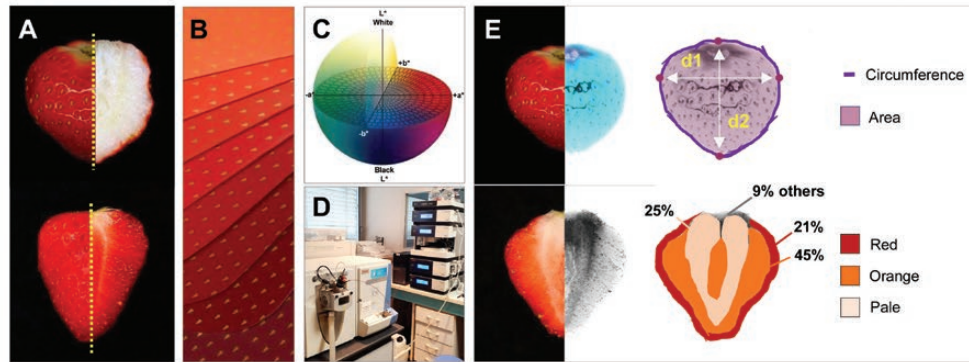 A
B
C
L*
White
+b*
-a*
+a*
-b*
Black
L*
D
E
d1
d2
Circumference
Area
9% others
25%
21%
45%
Red
Orange
Pale